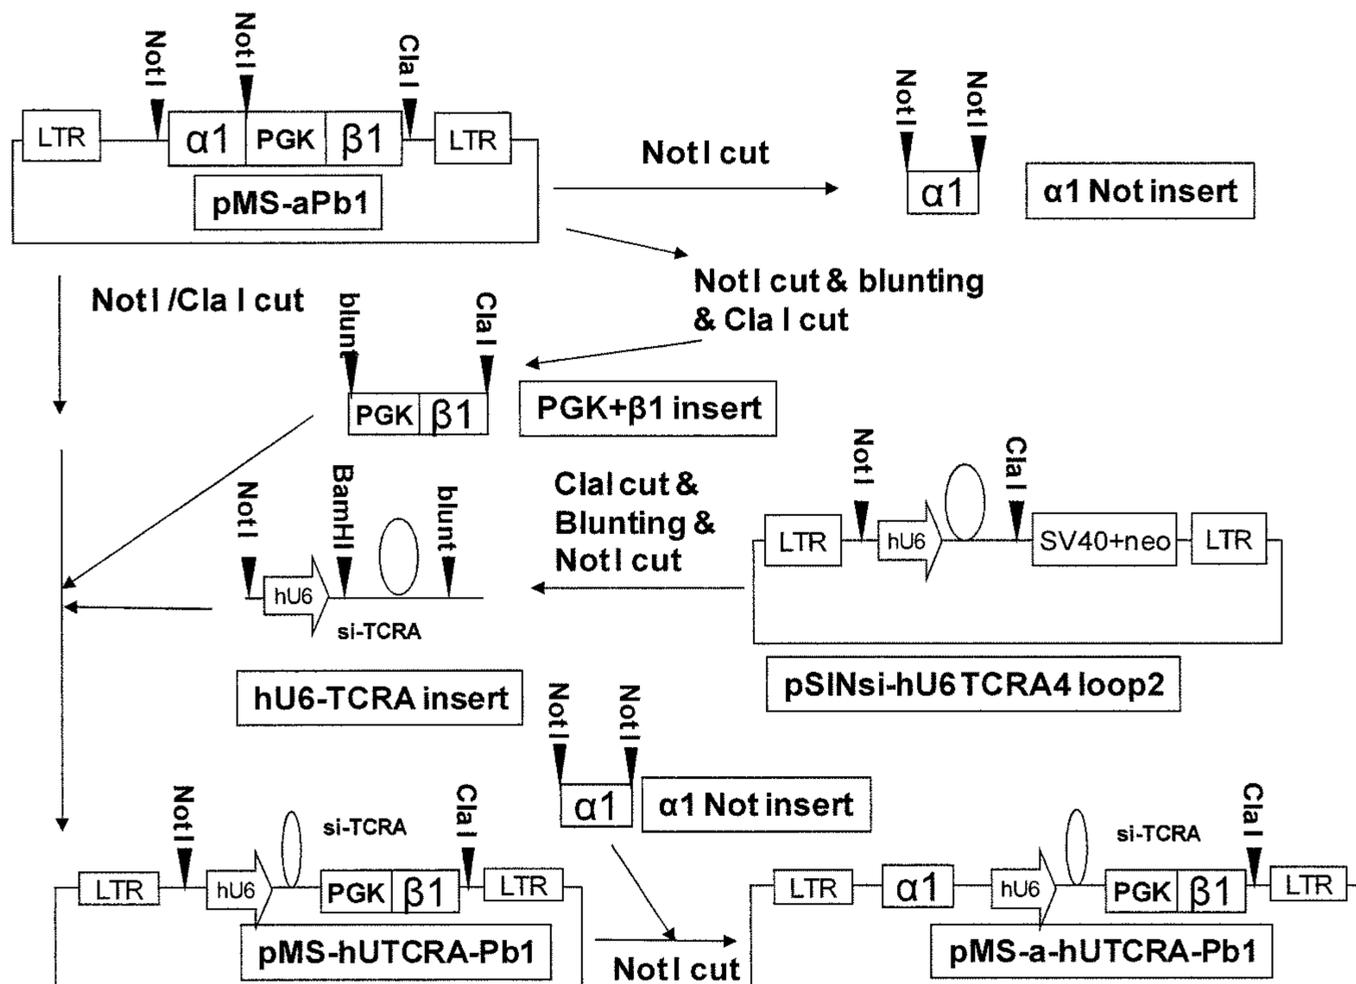 Not I
Not I
Cla I
LTR
α1
PGK
β1
LTR
pMS-aPb1
Not I cut
Not I
Not I
α1
α1 Not insert
Not I /Cla I cut
Not I cut & blunting
& Cla I cut
blunt
Cla I
PGK
β1
PGK+β1 insert
Not I
BamHI
blunt
hU6
si-TCRA
hU6-TCRA insert
ClaI cut &
Blunting &
Not I cut
Not I
Cla I
LTR
hU6
SV40+neo
LTR
pSINsi-hU6 TCRA4 loop2
Not I
Not I
α1
α1 Not insert
Not I
si-TCRA
Cla I
LTR
hU6
PGK
β1
LTR
pMS-hUTCRA-Pb1
Not I cut
si-TCRA
Cla I
LTR
α1
hU6
PGK
β1
LTR
pMS-a-hUTCRA-Pb1